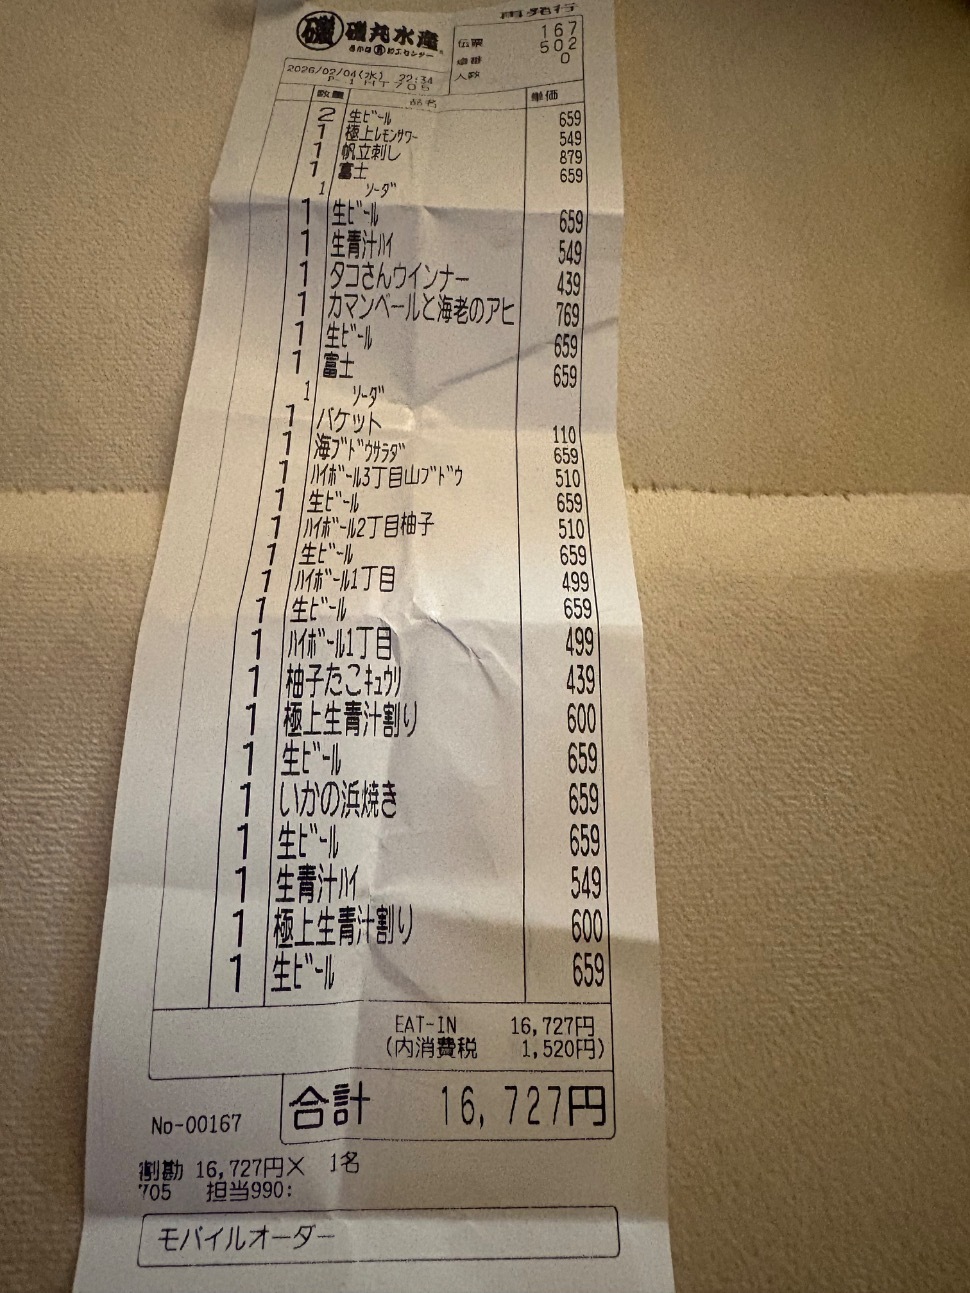 再発行
磯 磯丸水産
伝票 167
卓番 502
人数 0
2026/02/04(水) 22:34
数量 品名 単価
2 生ビール 659
1 極上レモンサワー 549
1 帆立刺し 879
1 富士 659
1 ソーダ
1 生ビール 659
1 生青汁ハイ 549
1 タコさんウインナー 439
1 カマンベールと海老のアヒ 769
1 生ビール 659
1 富士 659
1 ソーダ
1 バケット 110
1 海ブドウサラダ 659
1 ハイボール3丁目山ブドウ 510
1 生ビール 659
1 ハイボール2丁目柚子 510
1 生ビール 659
1 ハイボール1丁目 499
1 生ビール 659
1 ハイボール1丁目 499
1 柚子たこキュウリ 439
1 極上生青汁割り 600
1 生ビール 659
1 いかの浜焼き 659
1 生ビール 659
1 生青汁ハイ 549
1 極上生青汁割り 600
1 生ビール 659
EAT-IN 16,727円
(内消費税 1,520円)
合計 16,727円
No-00167
割勘 16,727円× 1名
705 担当990:
モバイルオーダー